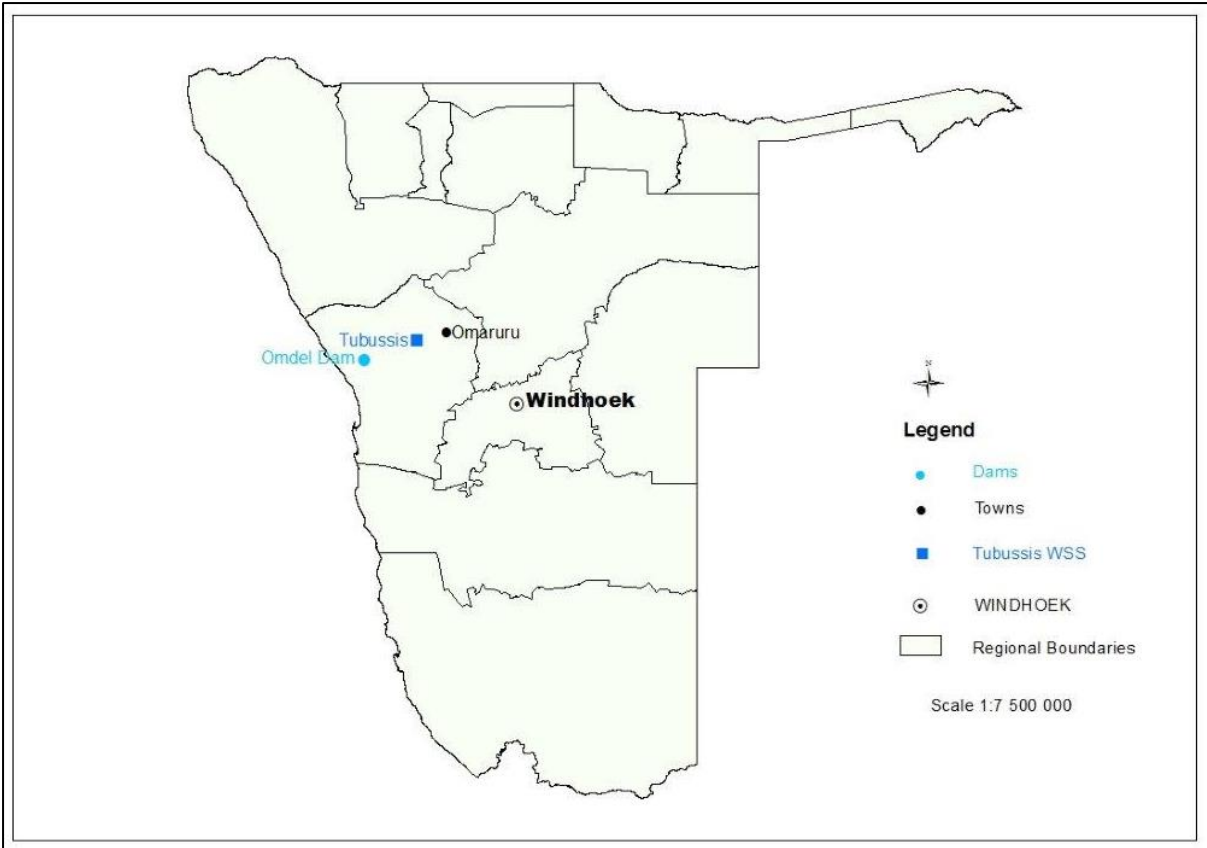 Omaruru
Tubussis
Omdel Dam
Windhoek
N
Legend
Dams
Towns
Tubussis WSS
WINDHOEK
Regional Boundaries
Scale 1:7 500 000